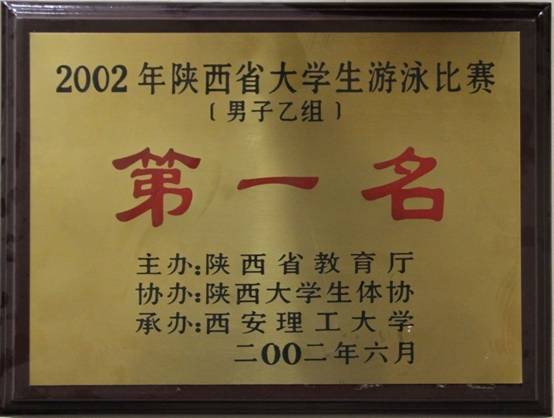 2002年陕西省大学生游泳比赛
（男子乙组）
第一名
主办:陕西省教育厅
协办:陕西大学生体协
承办:西安理工大学
二〇〇二年六月